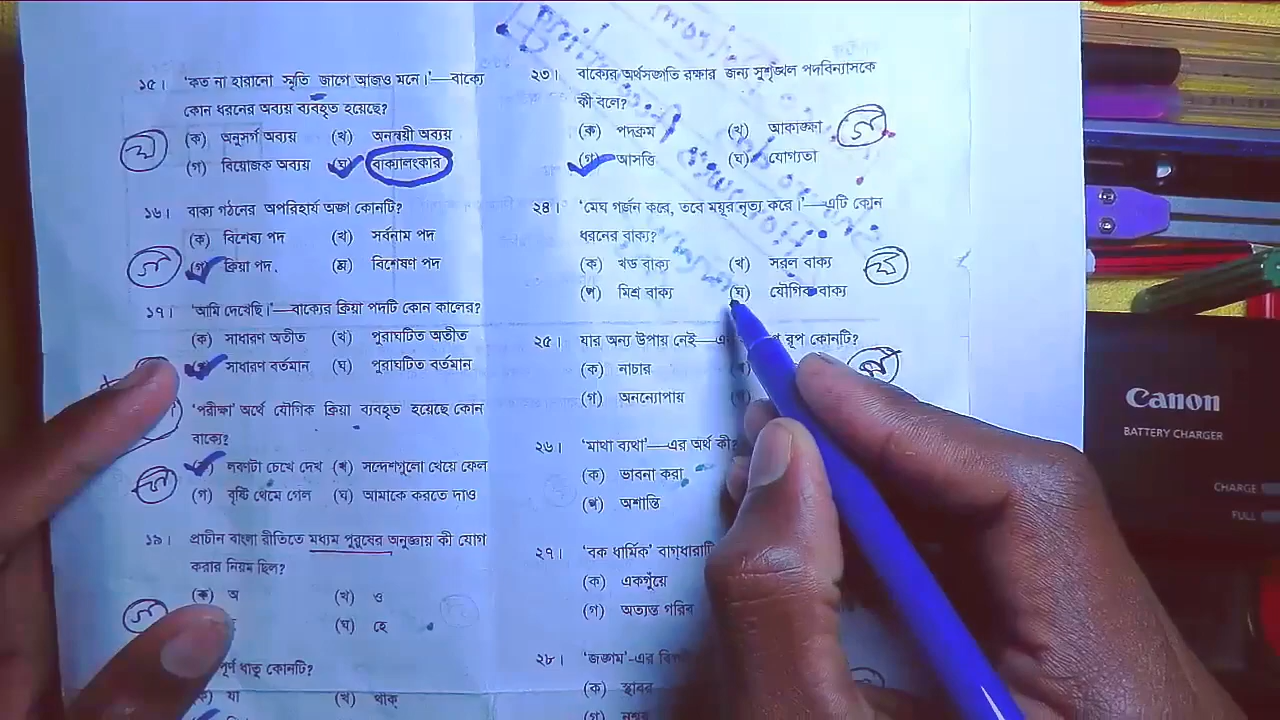 ১৫। 'কত না হারানো স্মৃতি জাগে আজও মনে।'—বাক্যে
কোন ধরনের অব্যয় ব্যবহৃত হয়েছে?
(ক) অনুসর্গ অব্যয় (খ) অনন্বয়ী অব্যয়
(গ) বিয়োজক অব্যয় (ঘ) বাক্যালংকার
ঘ
১৬। বাক্য গঠনের অপরিহার্য অঙ্গ কোনটি?
(ক) বিশেষ্য পদ (খ) সর্বনাম পদ
(গ) ক্রিয়া পদ (ঘ) বিশেষণ পদ
গ
১৭। 'আমি দেখেছি।'—বাক্যের ক্রিয়া পদটি কোন কালের?
(ক) সাধারণ অতীত (খ) পুরাঘটিত অতীত
সাধারণ বর্তমান (ঘ) পুরাঘটিত বর্তমান
'পরীক্ষা' অর্থে যৌগিক ক্রিয়া ব্যবহৃত হয়েছে কোন
বাক্যে?
লবণটা চেখে দেখ (খ) সন্দেশগুলো খেয়ে ফেল
(গ) বৃষ্টি থেমে গেল (ঘ) আমাকে করতে দাও
১৯। প্রাচীন বাংলা রীতিতে মধ্যম পুরুষের অনুজ্ঞায় কী যোগ
করার নিয়ম ছিল?
(ক) অ (খ) ও
(ঘ) হে
পূর্ণ ধাতু কোনটি?
(ক) যা (খ) থাক্
২৩। বাক্যের অর্থসঙ্গতি রক্ষার জন্য সুশৃঙ্খল পদবিন্যাসকে
কী বলে?
(ক) পদক্রম (খ) আকাঙ্ক্ষা
(গ) আসত্তি (ঘ) যোগ্যতা
গ
২৪। 'মেঘ গর্জন করে, তবে ময়ূর নৃত্য করে।'—এটি কোন
ধরনের বাক্য?
(ক) খন্ড বাক্য (খ) সরল বাক্য
(গ) মিশ্র বাক্য (ঘ) যৌগিক বাক্য
ঘ
২৫। যার অন্য উপায় নেই— রূপ কোনটি?
(ক) নাচার
(গ) অনন্যোপায়
২৬। 'মাথা ব্যথা'—এর অর্থ কী?
(ক) ভাবনা করা
(গ) অশান্তি
২৭। 'বক ধার্মিক' বাগ্‌ধারাটি
(ক) একগুঁয়ে
(গ) অত্যন্ত গরিব
২৮। 'জঙ্গম'-এর
(ক) স্থাবর
(গ) নশ্বর
Canon
BATTERY CHARGER
CHARGE
FULL